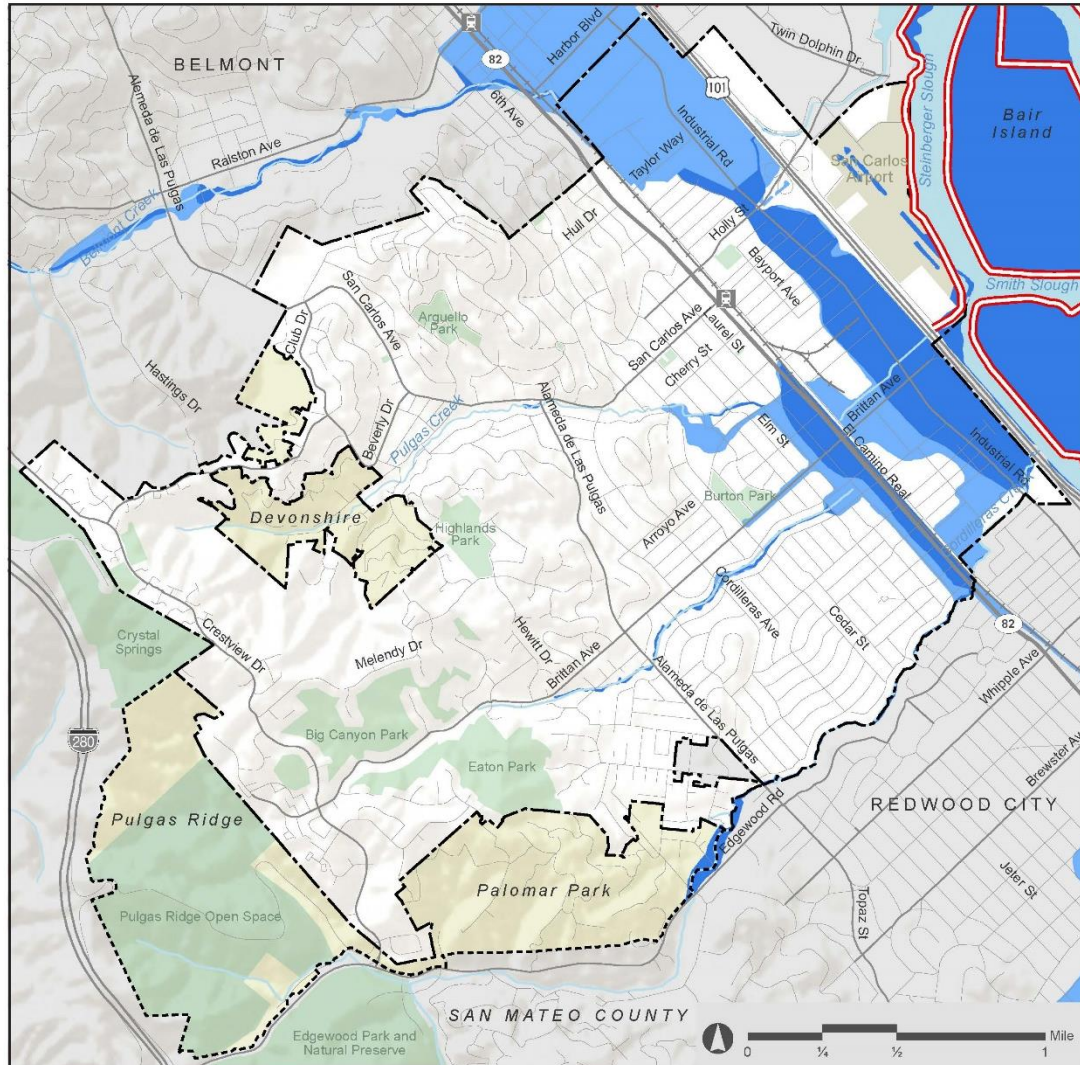 BELMONT
Alameda de Las Pulgas
Ralston Ave
Belmont Creek
82
Harbor Blvd
6th Ave
Twin Dolphin Dr
101
Industrial Rd
Taylor Way
Steinberger Slough
Bair
Island
San Carlos
Airport
Holly St
Hull Dr
Bayport Ave
Smith Slough
Club Dr
San Carlos Ave
Arguello
Park
San Carlos Ave
Laurel St
Cherry St
Hastings Dr
Beverly Dr
Pulgas Creek
Alameda de Las Pulgas
Elm St
Brittan Ave
El Camino Real
Industrial Rd
Cordilleras Creek
Devonshire
Highlands
Park
Burton Park
Arroyo Ave
Crystal
Springs
Crestview Dr
Melendy Dr
Hewitt Dr
Brittan Ave
Cordilleras Ave
Cedar St
82
Whipple Ave
280
Big Canyon Park
Eaton Park
Alameda de Las Pulgas
Brewster Av
Pulgas Ridge
Edgewood Rd
REDWOOD CITY
Palomar Park
Jeter St
Pulgas Ridge Open Space
Topaz St
SAN MATEO COUNTY
Edgewood Park and
Natural Preserve
0 ¼ ½ 1 Mile